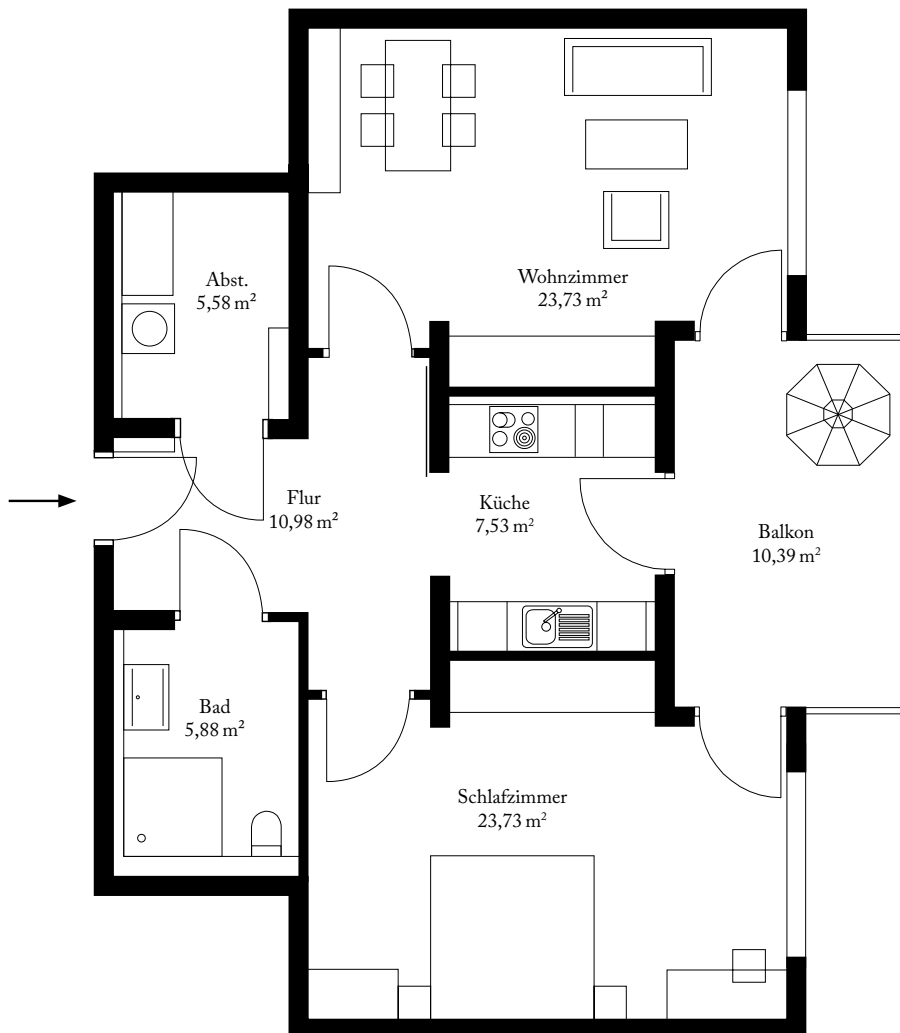 Abst.
5,58 m²
Wohnzimmer
23,73 m²
Flur
10,98 m²
Küche
7,53 m²
Balkon
10,39 m²
Bad
5,88 m²
Schlafzimmer
23,73 m²